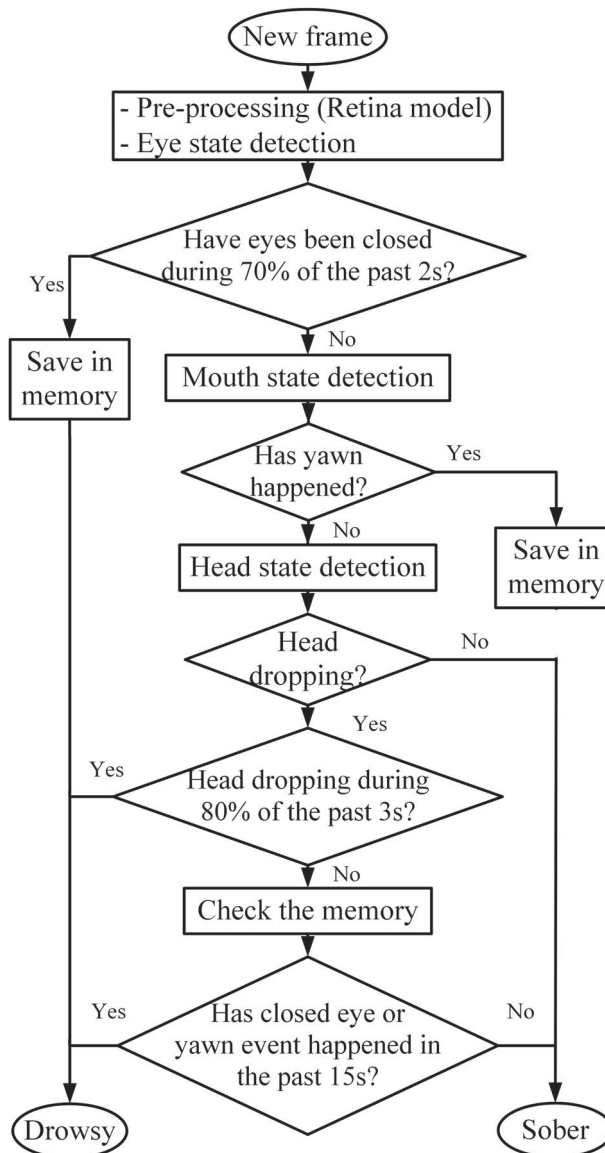 New frame
- Pre-processing (Retina model)
- Eye state detection
Have eyes been closed
during 70% of the past 2s?
Yes
No
Save in
memory
Mouth state detection
Has yawn
happened?
Yes
No
Save in
memory
Head state detection
Head
dropping?
No
Yes
Head dropping during
80% of the past 3s?
Yes
No
Check the memory
Has closed eye or
yawn event happened in
the past 15s?
Yes
No
Drowsy
Sober